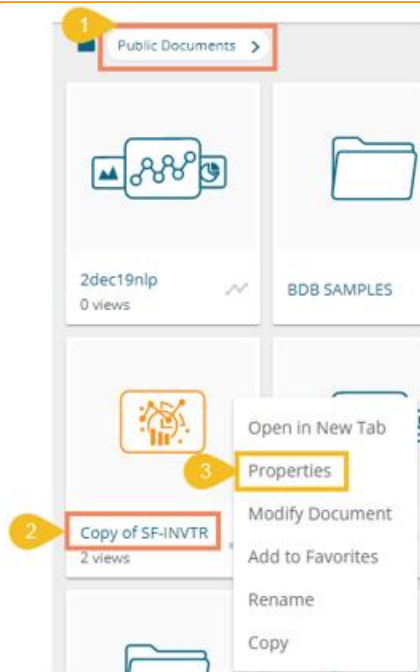 1
Public Documents >
2dec19nlp
0 views
BDB SAMPLES
Open in New Tab
3
Properties
2
Copy of SF-INVTR
2 views
Modify Document
Add to Favorites
Rename
Copy